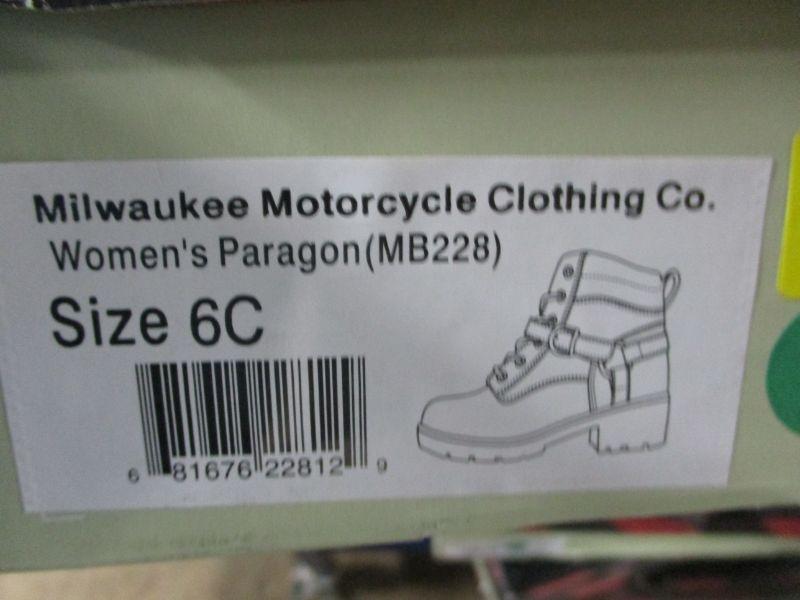 Milwaukee Motorcycle Clothing Co.
Women's Paragon(MB228)
Size 6C
6 81676 22812 9